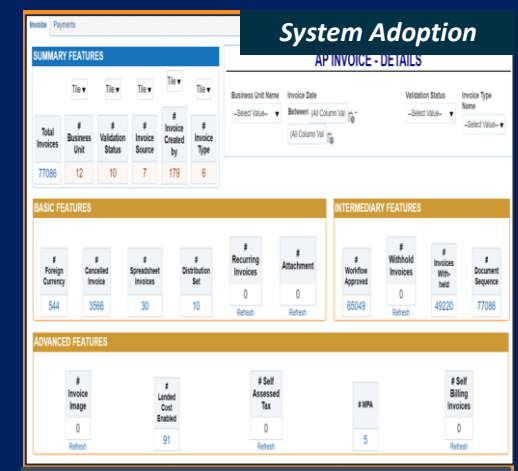 System Adoption
Invoice Payments
SUMMARY FEATURES
Tile ▼ Tile ▼ Tile ▼ Tile ▼ Tile ▼
Total Invoices
# Business Unit
# Validation Status
# Invoice Source
# Invoice Created by
# Invoice Type
77086 12 10 7 179 6
AP INVOICE - DETAILS
Business Unit Name
--Select Value-- ▼
Invoice Date
Between (All Column Val
(All Column Val
Validation Status
--Select Value-- ▼
Invoice Type Name
--Select Value-- ▼
BASIC FEATURES
# Foreign Currency
544
# Cancelled Invoice
3566
# Spreadsheet Invoices
30
# Distribution Set
10
# Recurring Invoices
0
Refresh
# Attachment
0
Refresh
INTERMEDIARY FEATURES
# Workflow Approved
65049
# Withhold Invoices
0
Refresh
# Invoices With-held
49220
# Document Sequence
77086
ADVANCED FEATURES
# Invoice Image
0
Refresh
# Landed Cost Enabled
91
# Self Assessed Tax
0
Refresh
# MPA
5
# Self Billing Invoices
0
Refresh